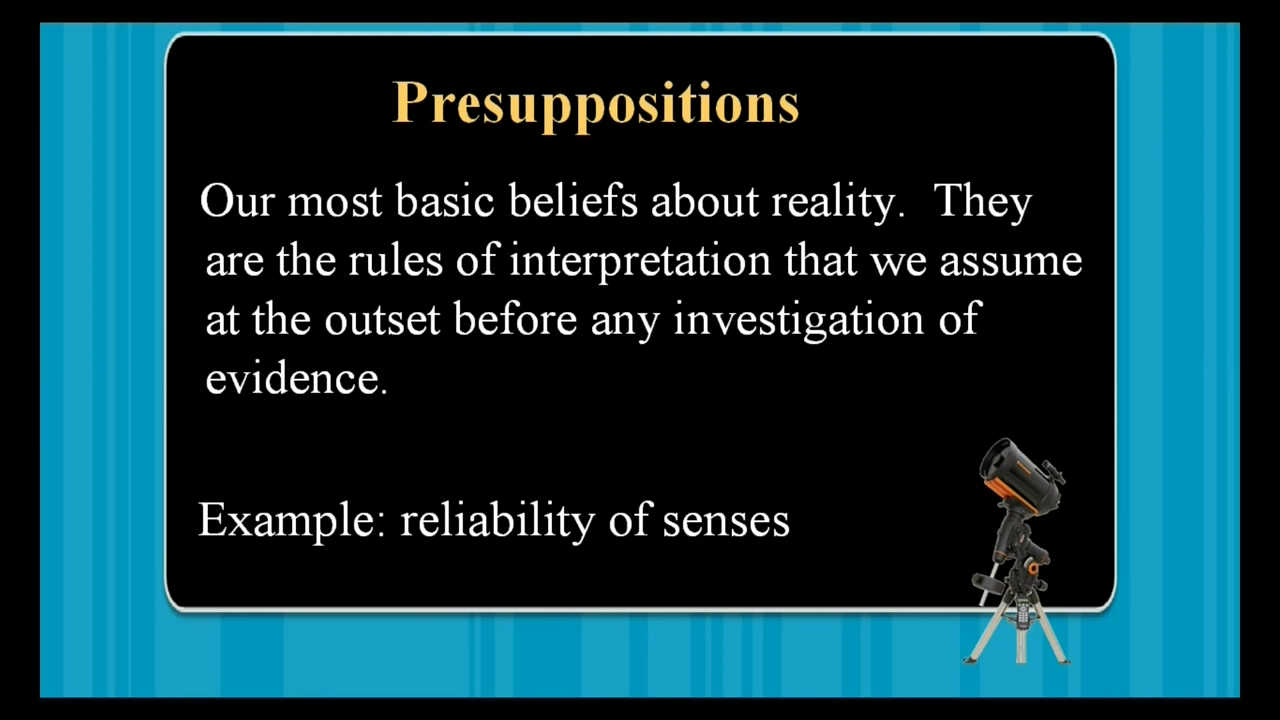 Presuppositions
Our most basic beliefs about reality.  They
are the rules of interpretation that we assume
at the outset before any investigation of
evidence.
Example: reliability of senses